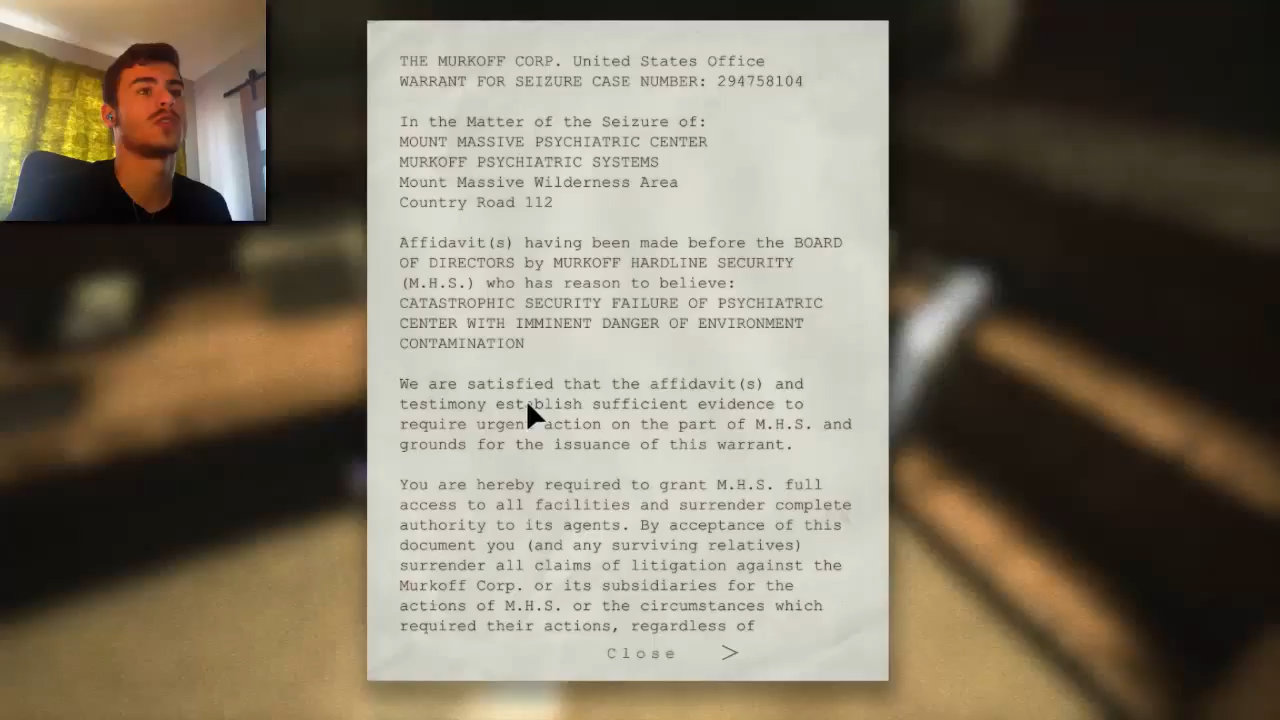 THE MURKOFF CORP. United States Office
WARRANT FOR SEIZURE CASE NUMBER: 294758104
In the Matter of the Seizure of:
MOUNT MASSIVE PSYCHIATRIC CENTER
MURKOFF PSYCHIATRIC SYSTEMS
Mount Massive Wilderness Area
Country Road 112
Affidavit(s) having been made before the BOARD
OF DIRECTORS by MURKOFF HARDLINE SECURITY
(M.H.S.) who has reason to believe:
CATASTROPHIC SECURITY FAILURE OF PSYCHIATRIC
CENTER WITH IMMINENT DANGER OF ENVIRONMENT
CONTAMINATION
We are satisfied that the affidavit(s) and
testimony establish sufficient evidence to
require urgent action on the part of M.H.S. and
grounds for the issuance of this warrant.
You are hereby required to grant M.H.S. full
access to all facilities and surrender complete
authority to its agents. By acceptance of this
document you (and any surviving relatives)
surrender all claims of litigation against the
Murkoff Corp. or its subsidiaries for the
actions of M.H.S. or the circumstances which
required their actions, regardless of
Close >